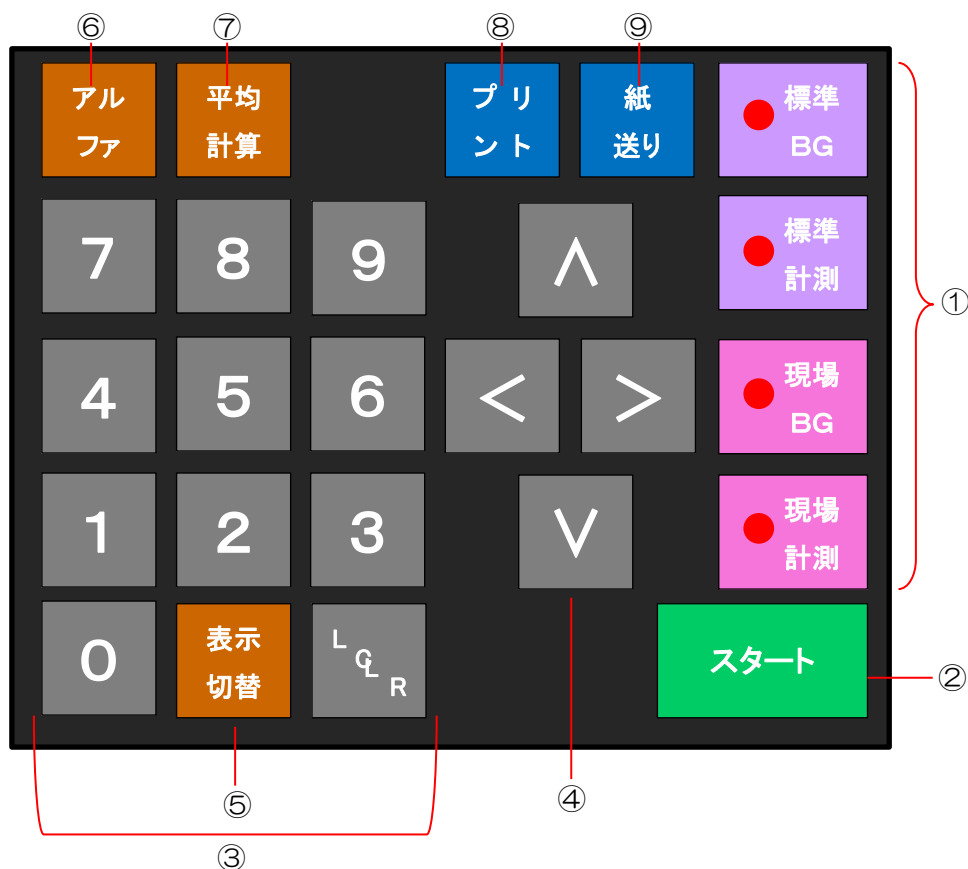 ⑥ ⑦ ⑧ ⑨
アル
ファ
平均
計算
プ リ
ン ト
紙
送り
標準
BG
7
8
9
∧
標準
計測
①
4
5
6
＜
＞
現場
BG
1
2
3
∨
現場
計測
0
表示
切替
L
CL
R
スタート
②
⑤
④
③